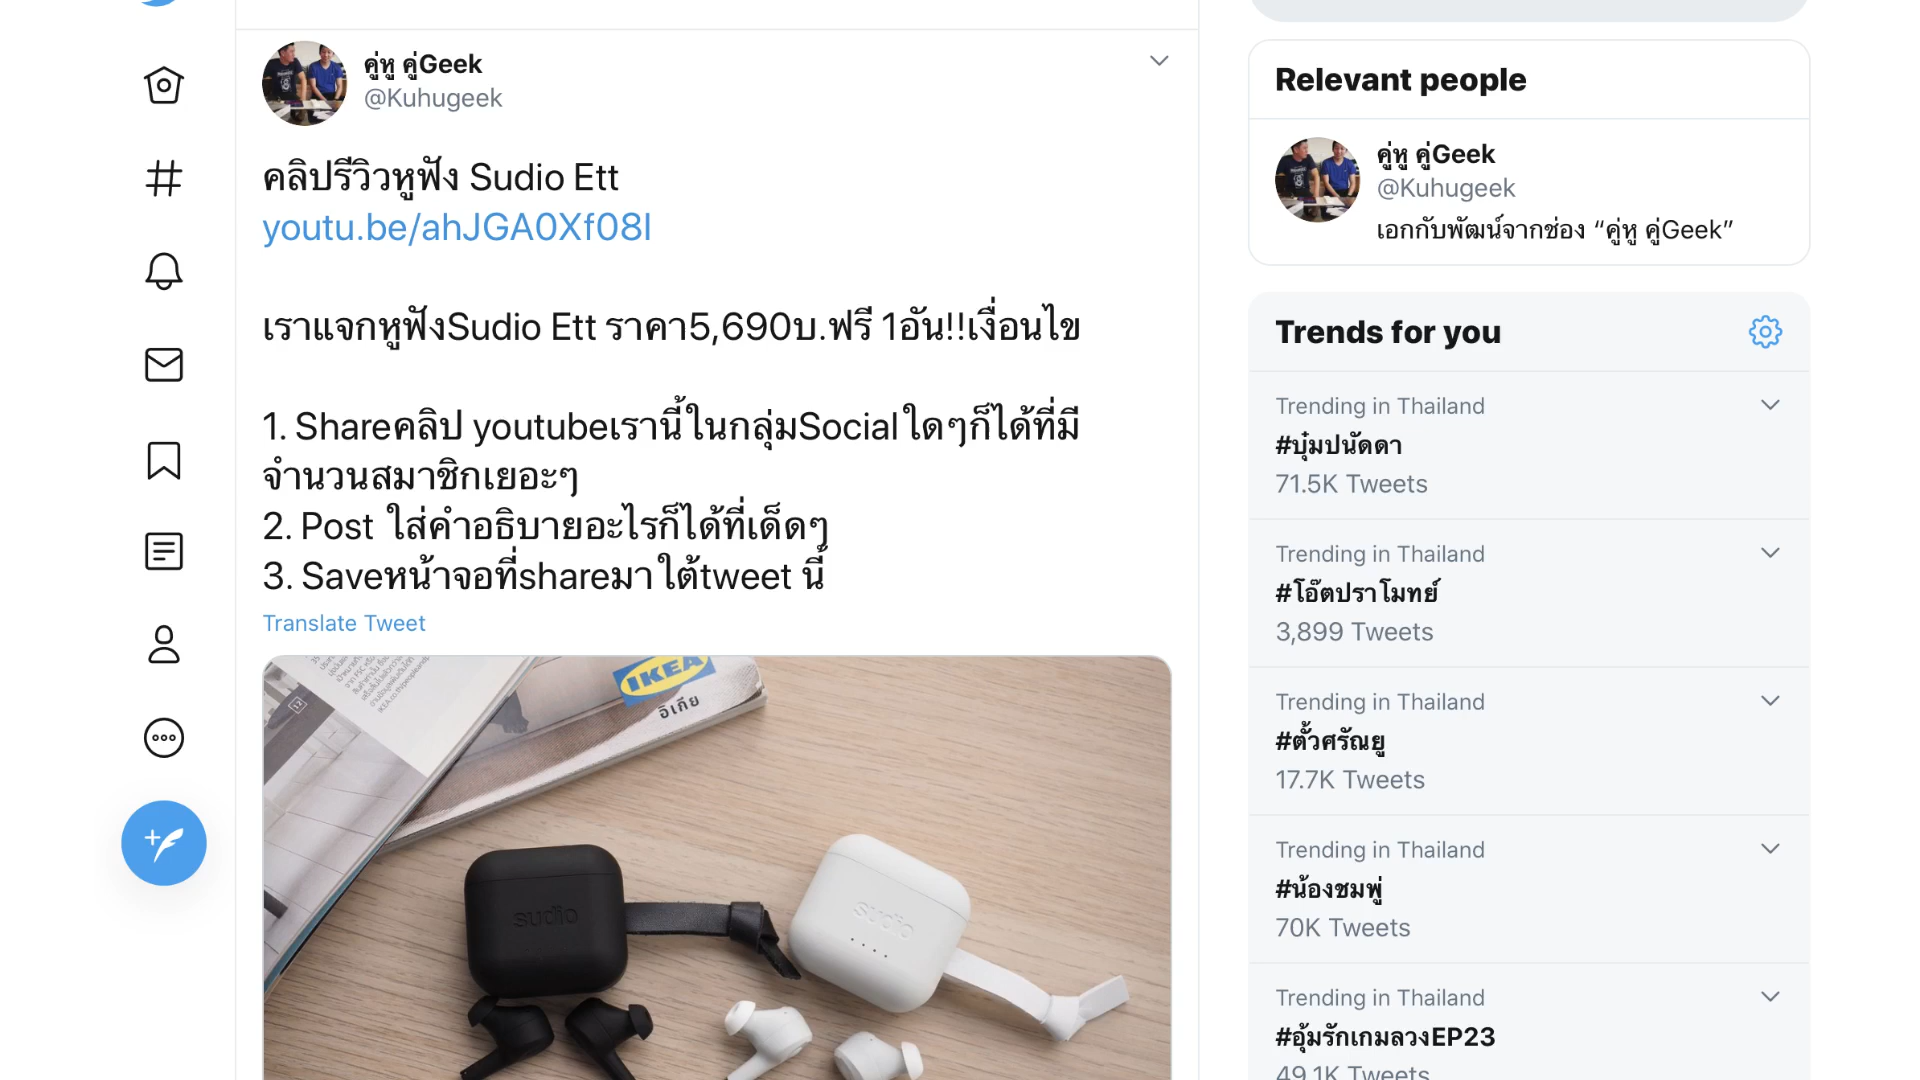 คู่หู คู่Geek
@Kuhugeek
คลิปรีวิวหูฟัง Sudio Ett
youtu.be/ahJGA0Xf08I
เราแจกหูฟังSudio Ett ราคา5,690บ.ฟรี 1อัน!!เงื่อนไข
1. Shareคลิป youtubeเรานี้ ในกลุ่มSocial ใดๆก็ได้ที่มี
จำนวนสมาชิกเยอะๆ
2. Post ใส่คำอธิบายอะไรก็ได้ที่เด็ดๆ
3. Saveหน้าจอที่shareมา ใต้tweet นี้
Translate Tweet
IKEA
อิเกีย
12
sudio
sudio
Relevant people
คู่หู คู่Geek
@Kuhugeek
เอกกับพัฒน์จากช่อง “คู่หู คู่Geek”
Trends for you
Trending in Thailand
#บุ๋มปนัดดา
71.5K Tweets
Trending in Thailand
#โอ๊ตปราโมทย์
3,899 Tweets
Trending in Thailand
#ตั้วศรัณยู
17.7K Tweets
Trending in Thailand
#น้องชมพู่
70K Tweets
Trending in Thailand
#อุ้มรักเกมลวงEP23
49.1K Tweets